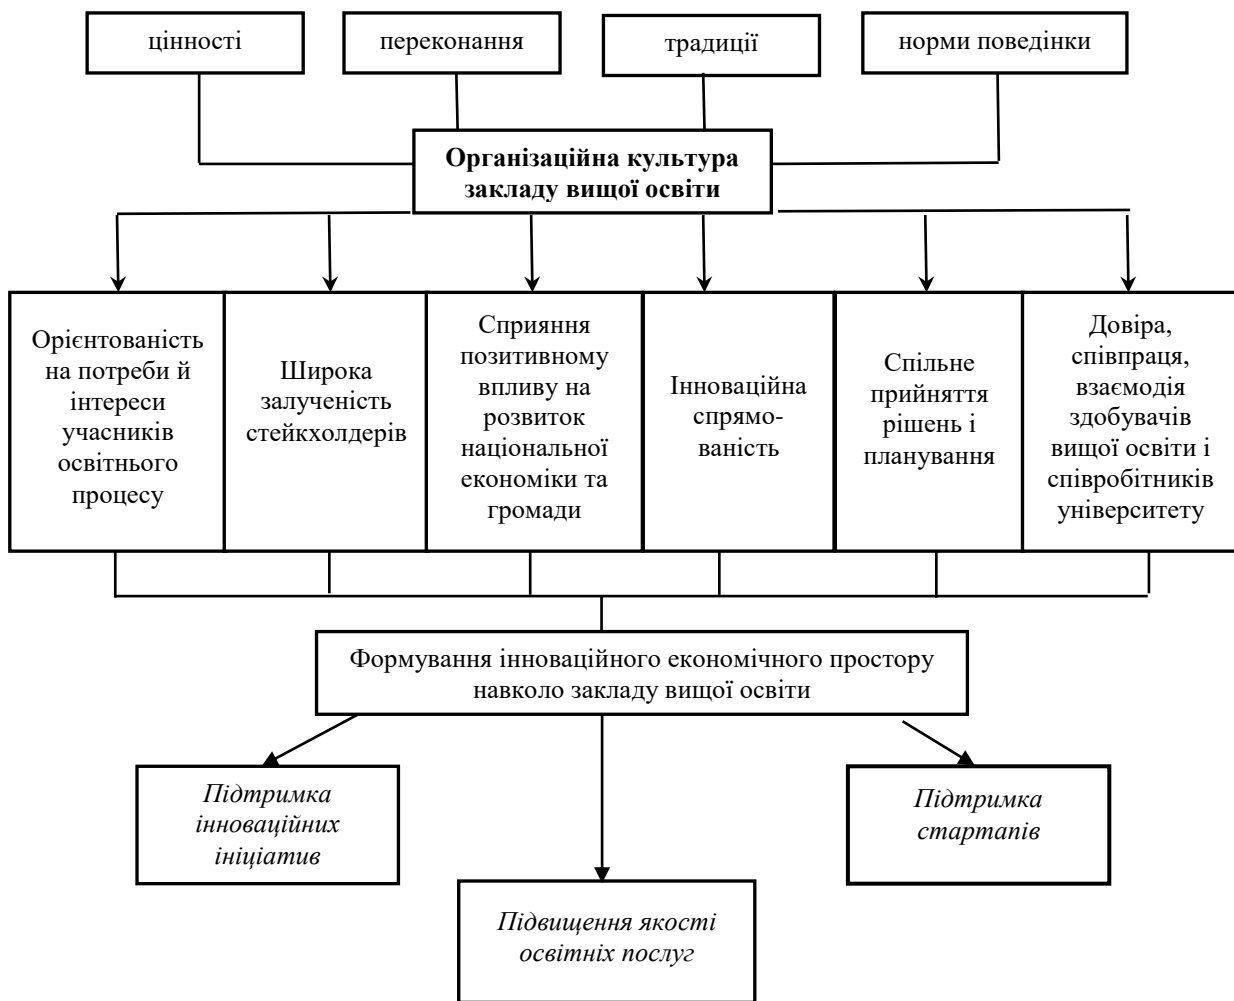 цінності
переконання
традиції
норми поведінки
Організаційна культура
закладу вищої освіти
Орієнтованість
на потреби й
інтереси
учасників
освітнього
процесу
Широка
залученість
стейкхолдерів
Сприяння
позитивному
впливу на
розвиток
національної
економіки та
громади
Інноваційна
спрямо-
ваність
Спільне
прийняття
рішень і
планування
Довіра,
співпраця,
взаємодія
здобувачів
вищої освіти і
співробітників
університету
Формування інноваційного економічного простору
навколо закладу вищої освіти
Підтримка
інноваційних
ініціатив
Підвищення якості
освітніх послуг
Підтримка
стартапів